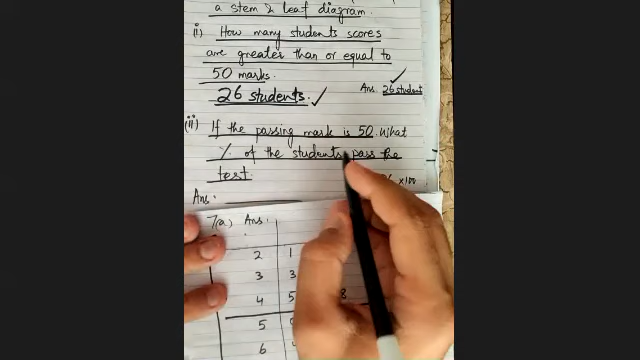 a stem & leaf diagram.
(i) How many students scores
are greater than or equal to
50 marks.
26 students. ✓
Ans. 26 student ✓
(ii) If the passing mark is 50. What
% of the students pass the
test
x100
Ans.
7(a) Ans.
2 | 1
3 | 3
4 | 5 8
5
6